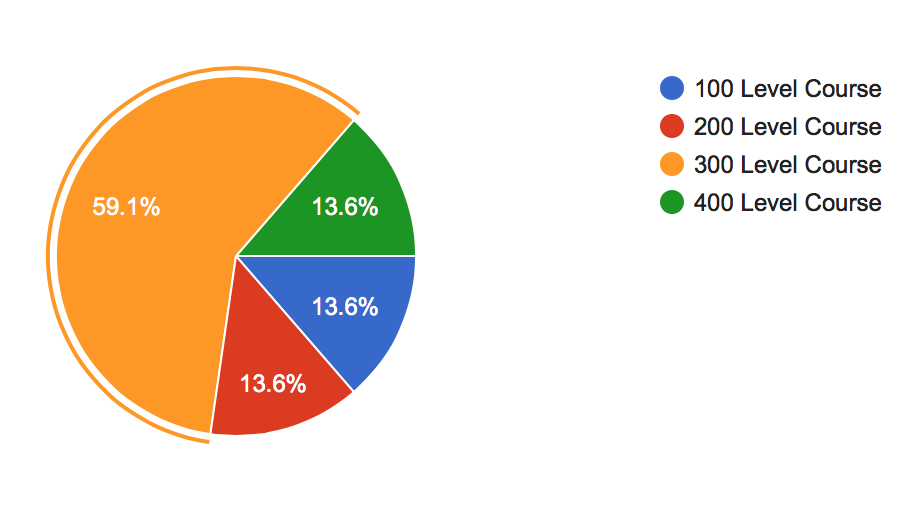 100 Level Course
200 Level Course
300 Level Course
400 Level Course
59.1%
13.6%
13.6%
13.6%